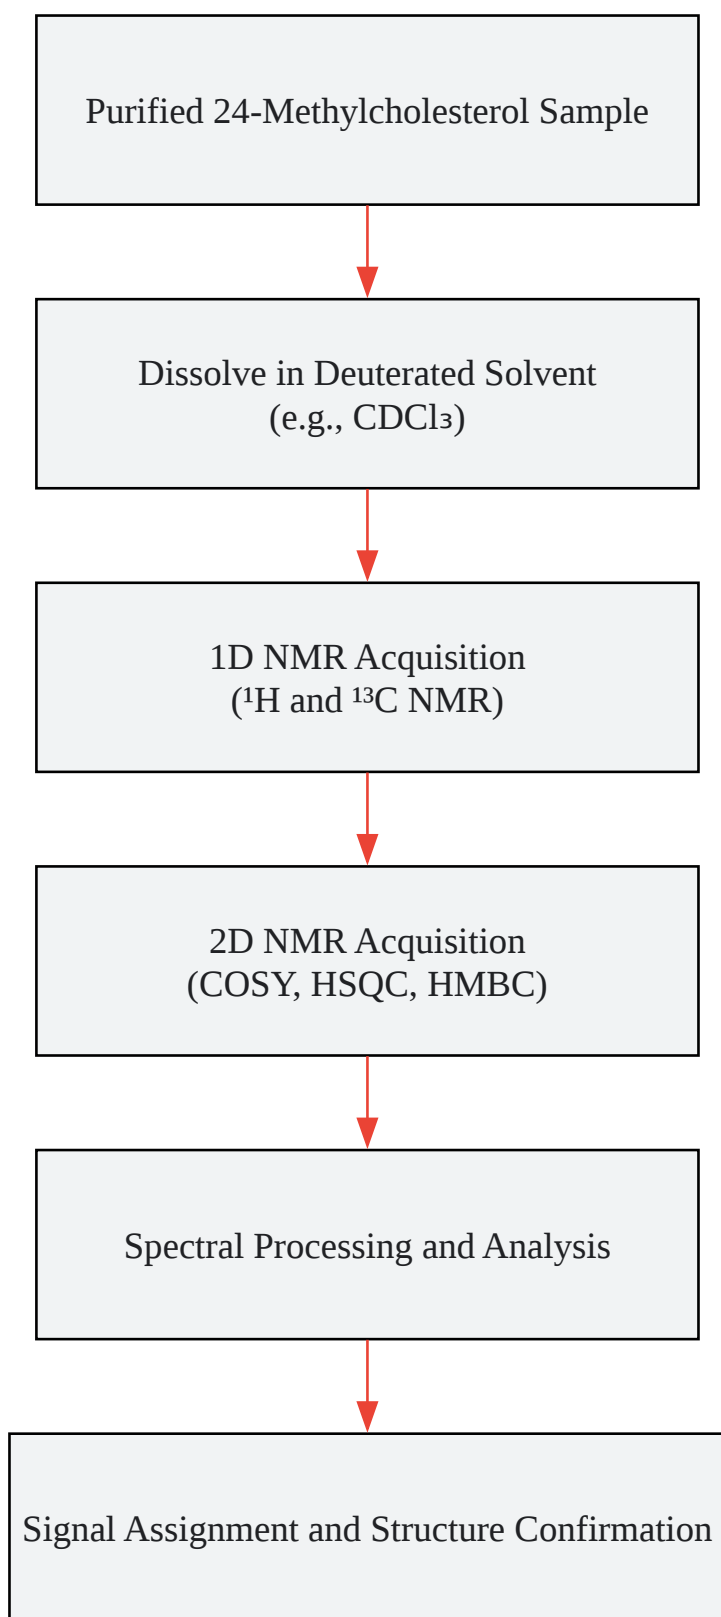 Purified 24-Methylcholesterol Sample
Dissolve in Deuterated Solvent
(e.g., CDCl₃)
1D NMR Acquisition
(¹H and ¹³C NMR)
2D NMR Acquisition
(COSY, HSQC, HMBC)
Spectral Processing and Analysis
Signal Assignment and Structure Confirmation